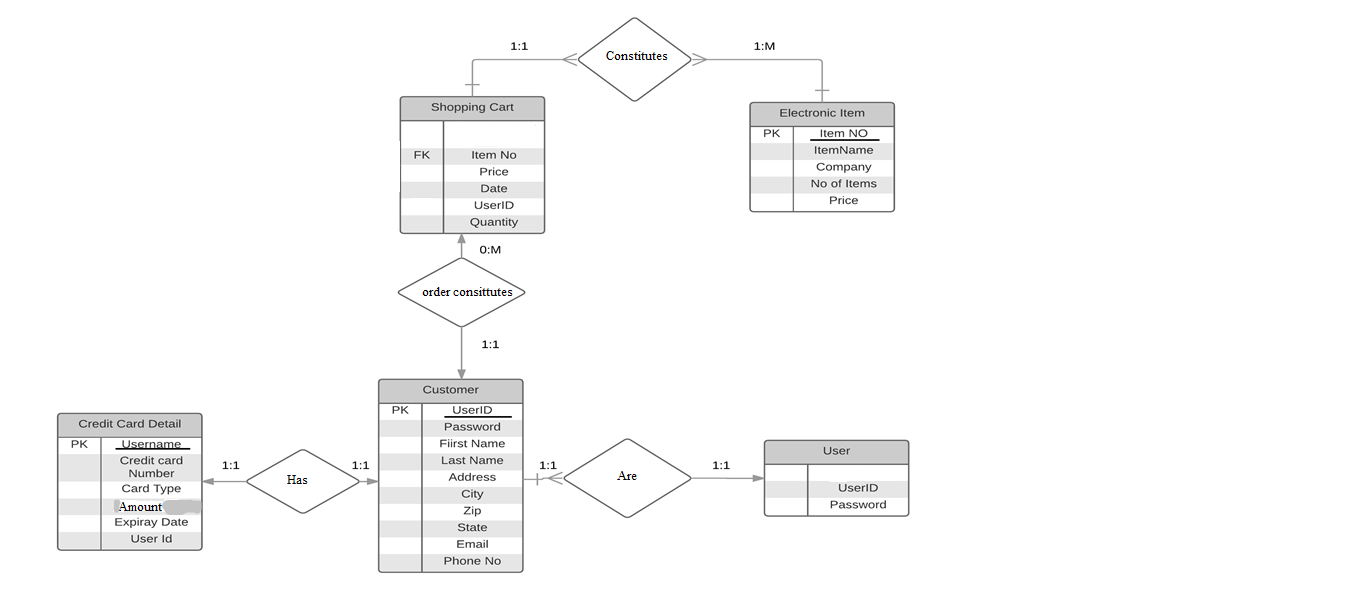 1:1
Constitutes
1:M
Shopping Cart
FK Item No
Price
Date
UserID
Quantity
Electronic Item
PK Item NO
ItemName
Company
No of Items
Price
0:M
order consittutes
1:1
Customer
PK UserID
Password
Fiirst Name
Last Name
Address
City
Zip
State
Email
Phone No
Credit Card Detail
PK Username
Credit card
Number
Card Type
Amount
Expiray Date
User Id
1:1
Has
1:1
1:1
Are
1:1
User
UserID
Password